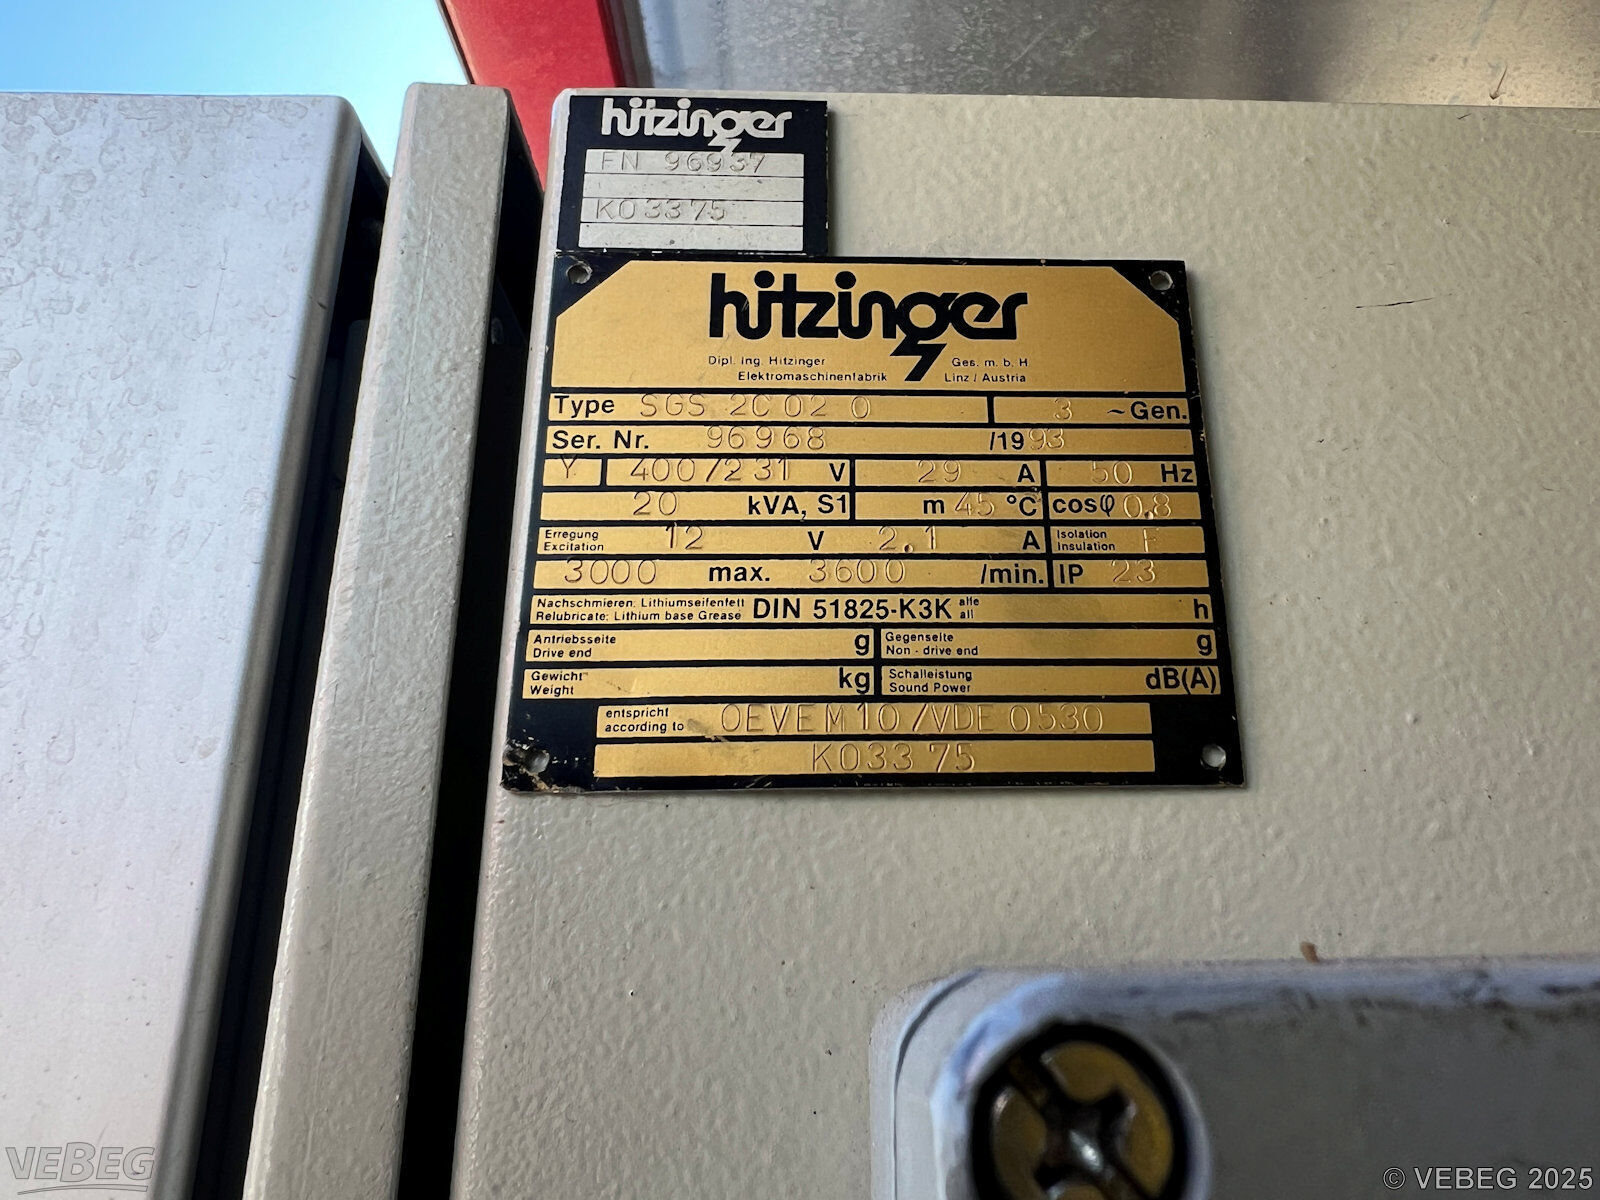 hitzinger
FN 96937
K03375
hitzinger
Dipl. Ing. Hitzinger Ges. m. b. H
Elektromaschinenfabrik Linz / Austria
Type SGS 2C 02 0 3 ~Gen.
Ser. Nr. 96968 /1993
Y 400/231 V 29 A 50 Hz
20 kVA, S1 m 45 °C cosφ 0.8
Erregung 12 V 2.1 A Isolation F
Excitation Insulation
3000 max. 3600 /min. IP 23
Nachschmieren: Lithiumseifenfett DIN 51825-K3K alle h
Relubricate: Lithium base Grease all
Antriebsseite g Gegenseite g
Drive end Non - drive end
Gewicht kg Schalleistung dB(A)
Weight Sound Power
entspricht OEVE M10/VDE 0530
according to
K03375
VEBEG
© VEBEG 2025